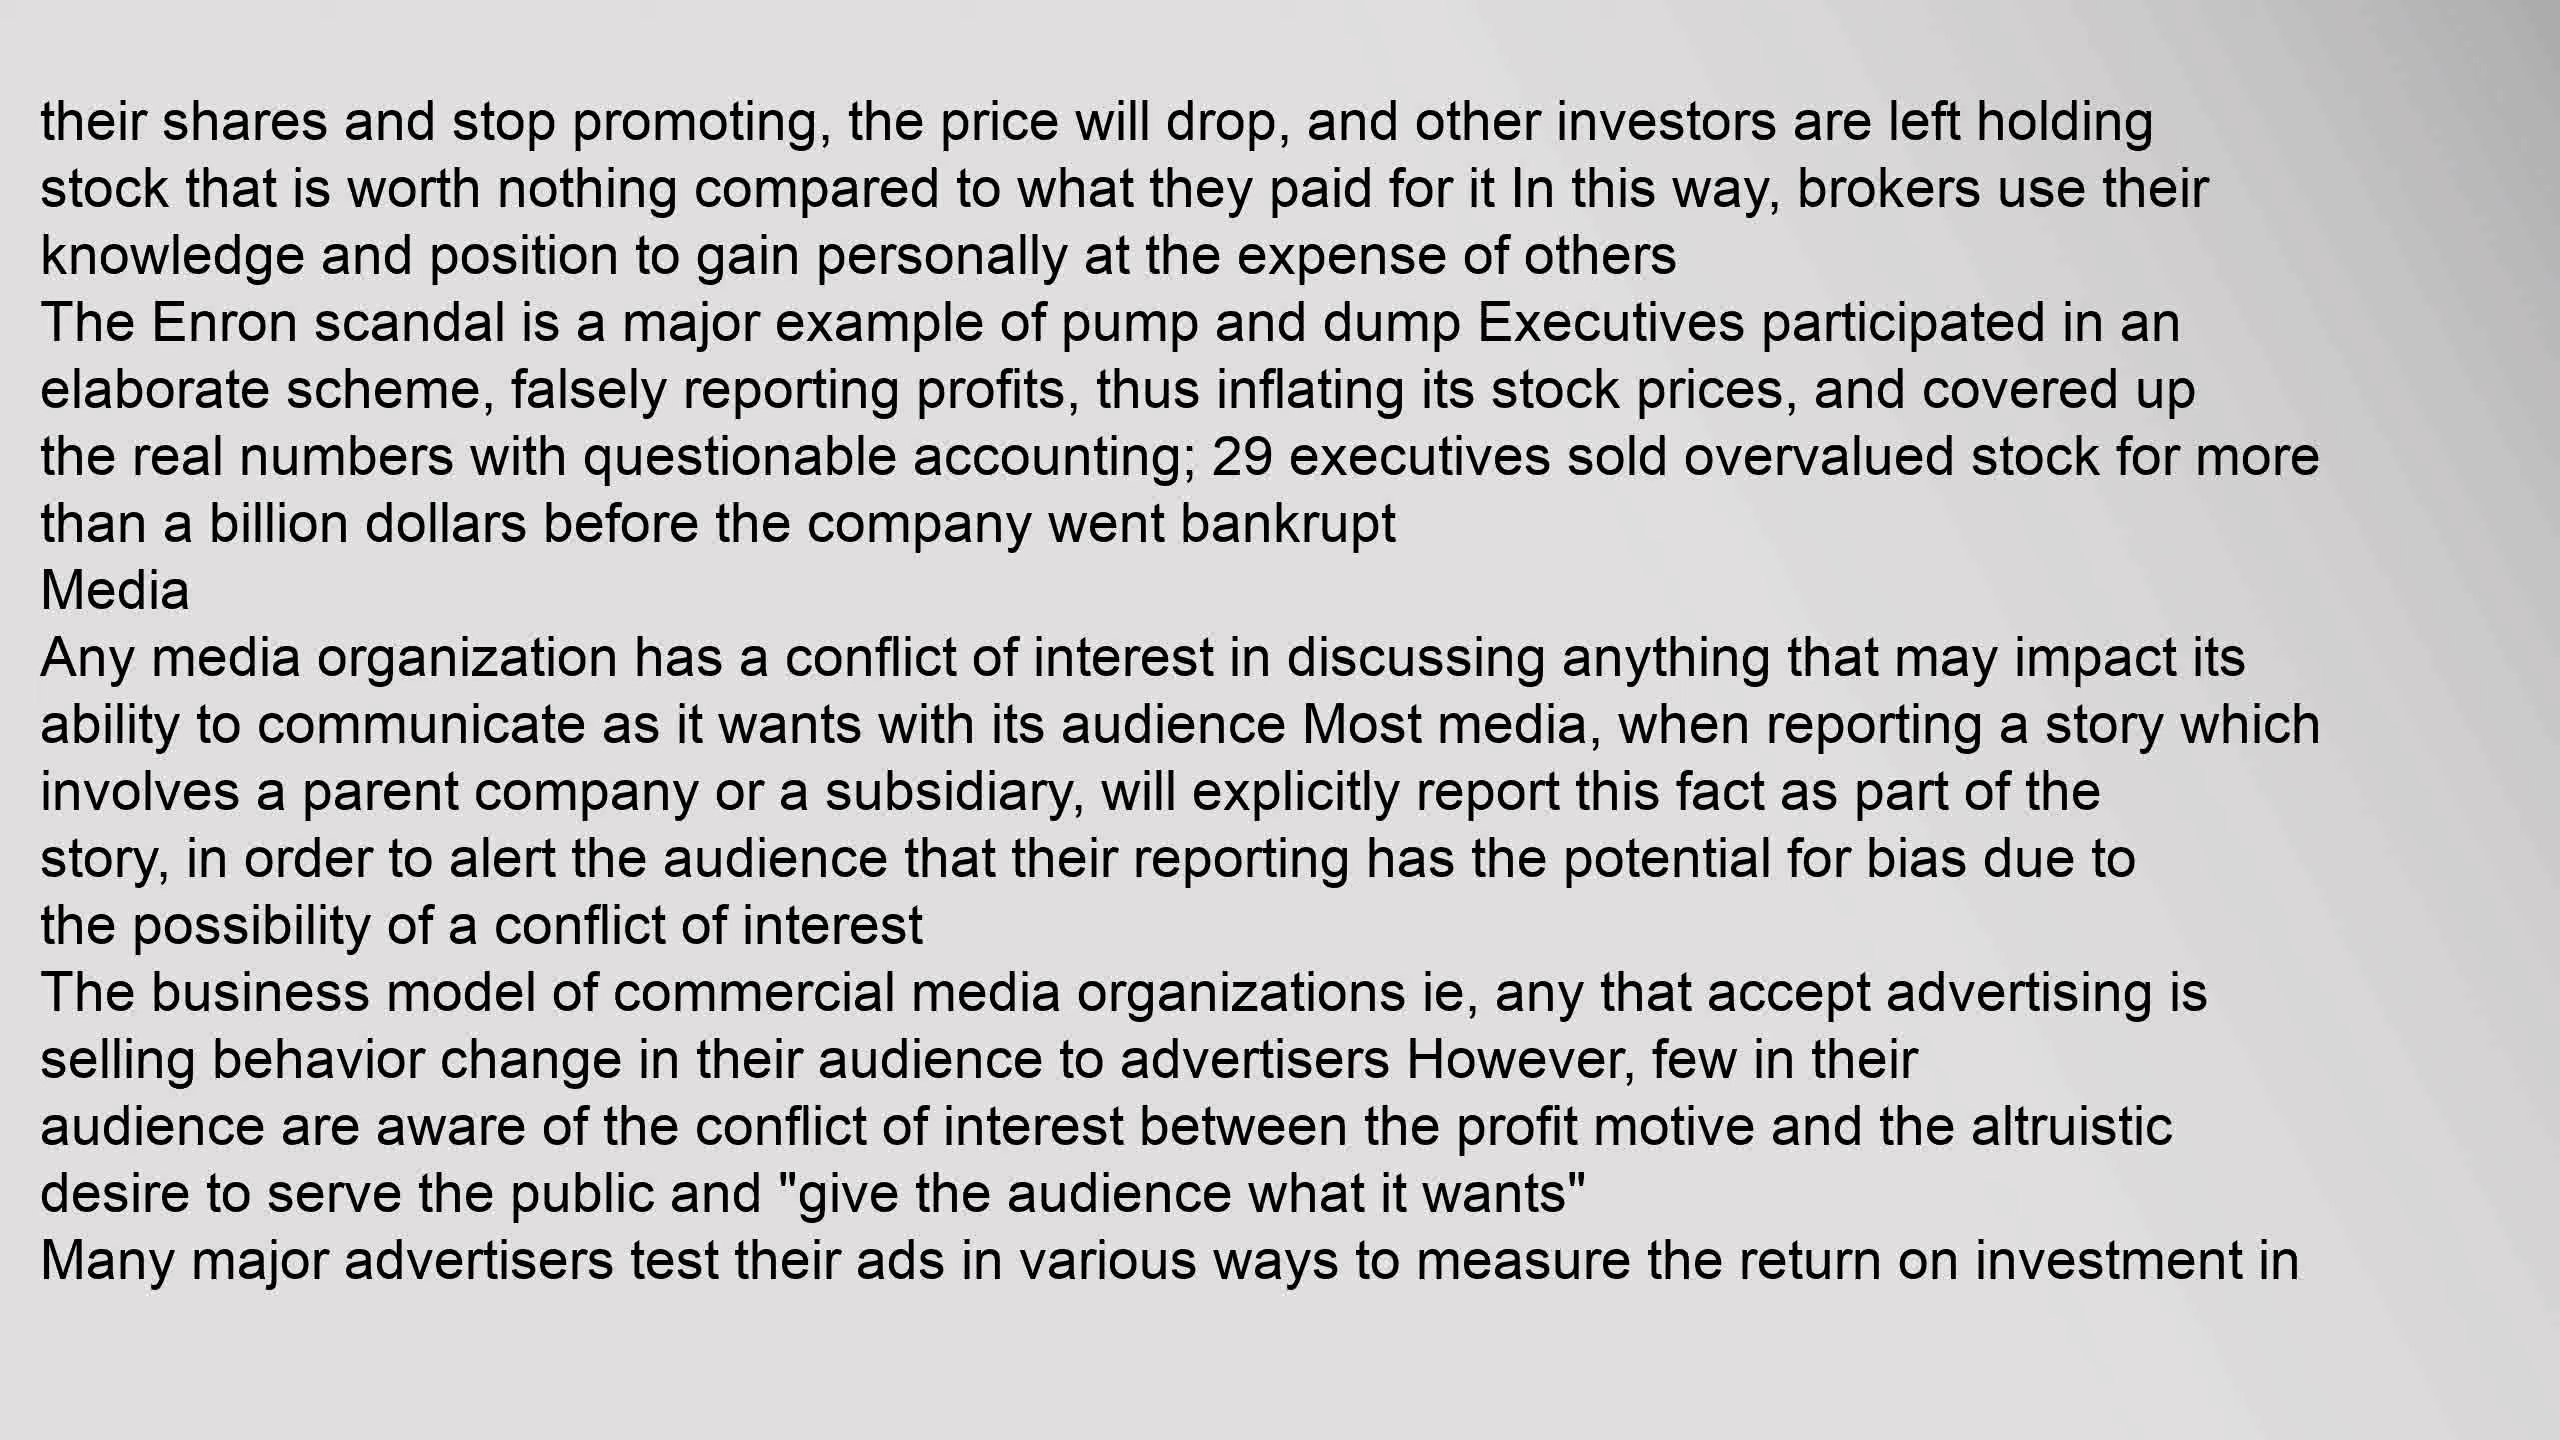 their shares and stop promoting, the price will drop, and other investors are left holding
stock that is worth nothing compared to what they paid for it In this way, brokers use their
knowledge and position to gain personally at the expense of others
The Enron scandal is a major example of pump and dump Executives participated in an
elaborate scheme, falsely reporting profits, thus inflating its stock prices, and covered up
the real numbers with questionable accounting; 29 executives sold overvalued stock for more
than a billion dollars before the company went bankrupt
Media
Any media organization has a conflict of interest in discussing anything that may impact its
ability to communicate as it wants with its audience Most media, when reporting a story which
involves a parent company or a subsidiary, will explicitly report this fact as part of the
story, in order to alert the audience that their reporting has the potential for bias due to
the possibility of a conflict of interest
The business model of commercial media organizations ie, any that accept advertising is
selling behavior change in their audience to advertisers However, few in their
audience are aware of the conflict of interest between the profit motive and the altruistic
desire to serve the public and "give the audience what it wants"
Many major advertisers test their ads in various ways to measure the return on investment in